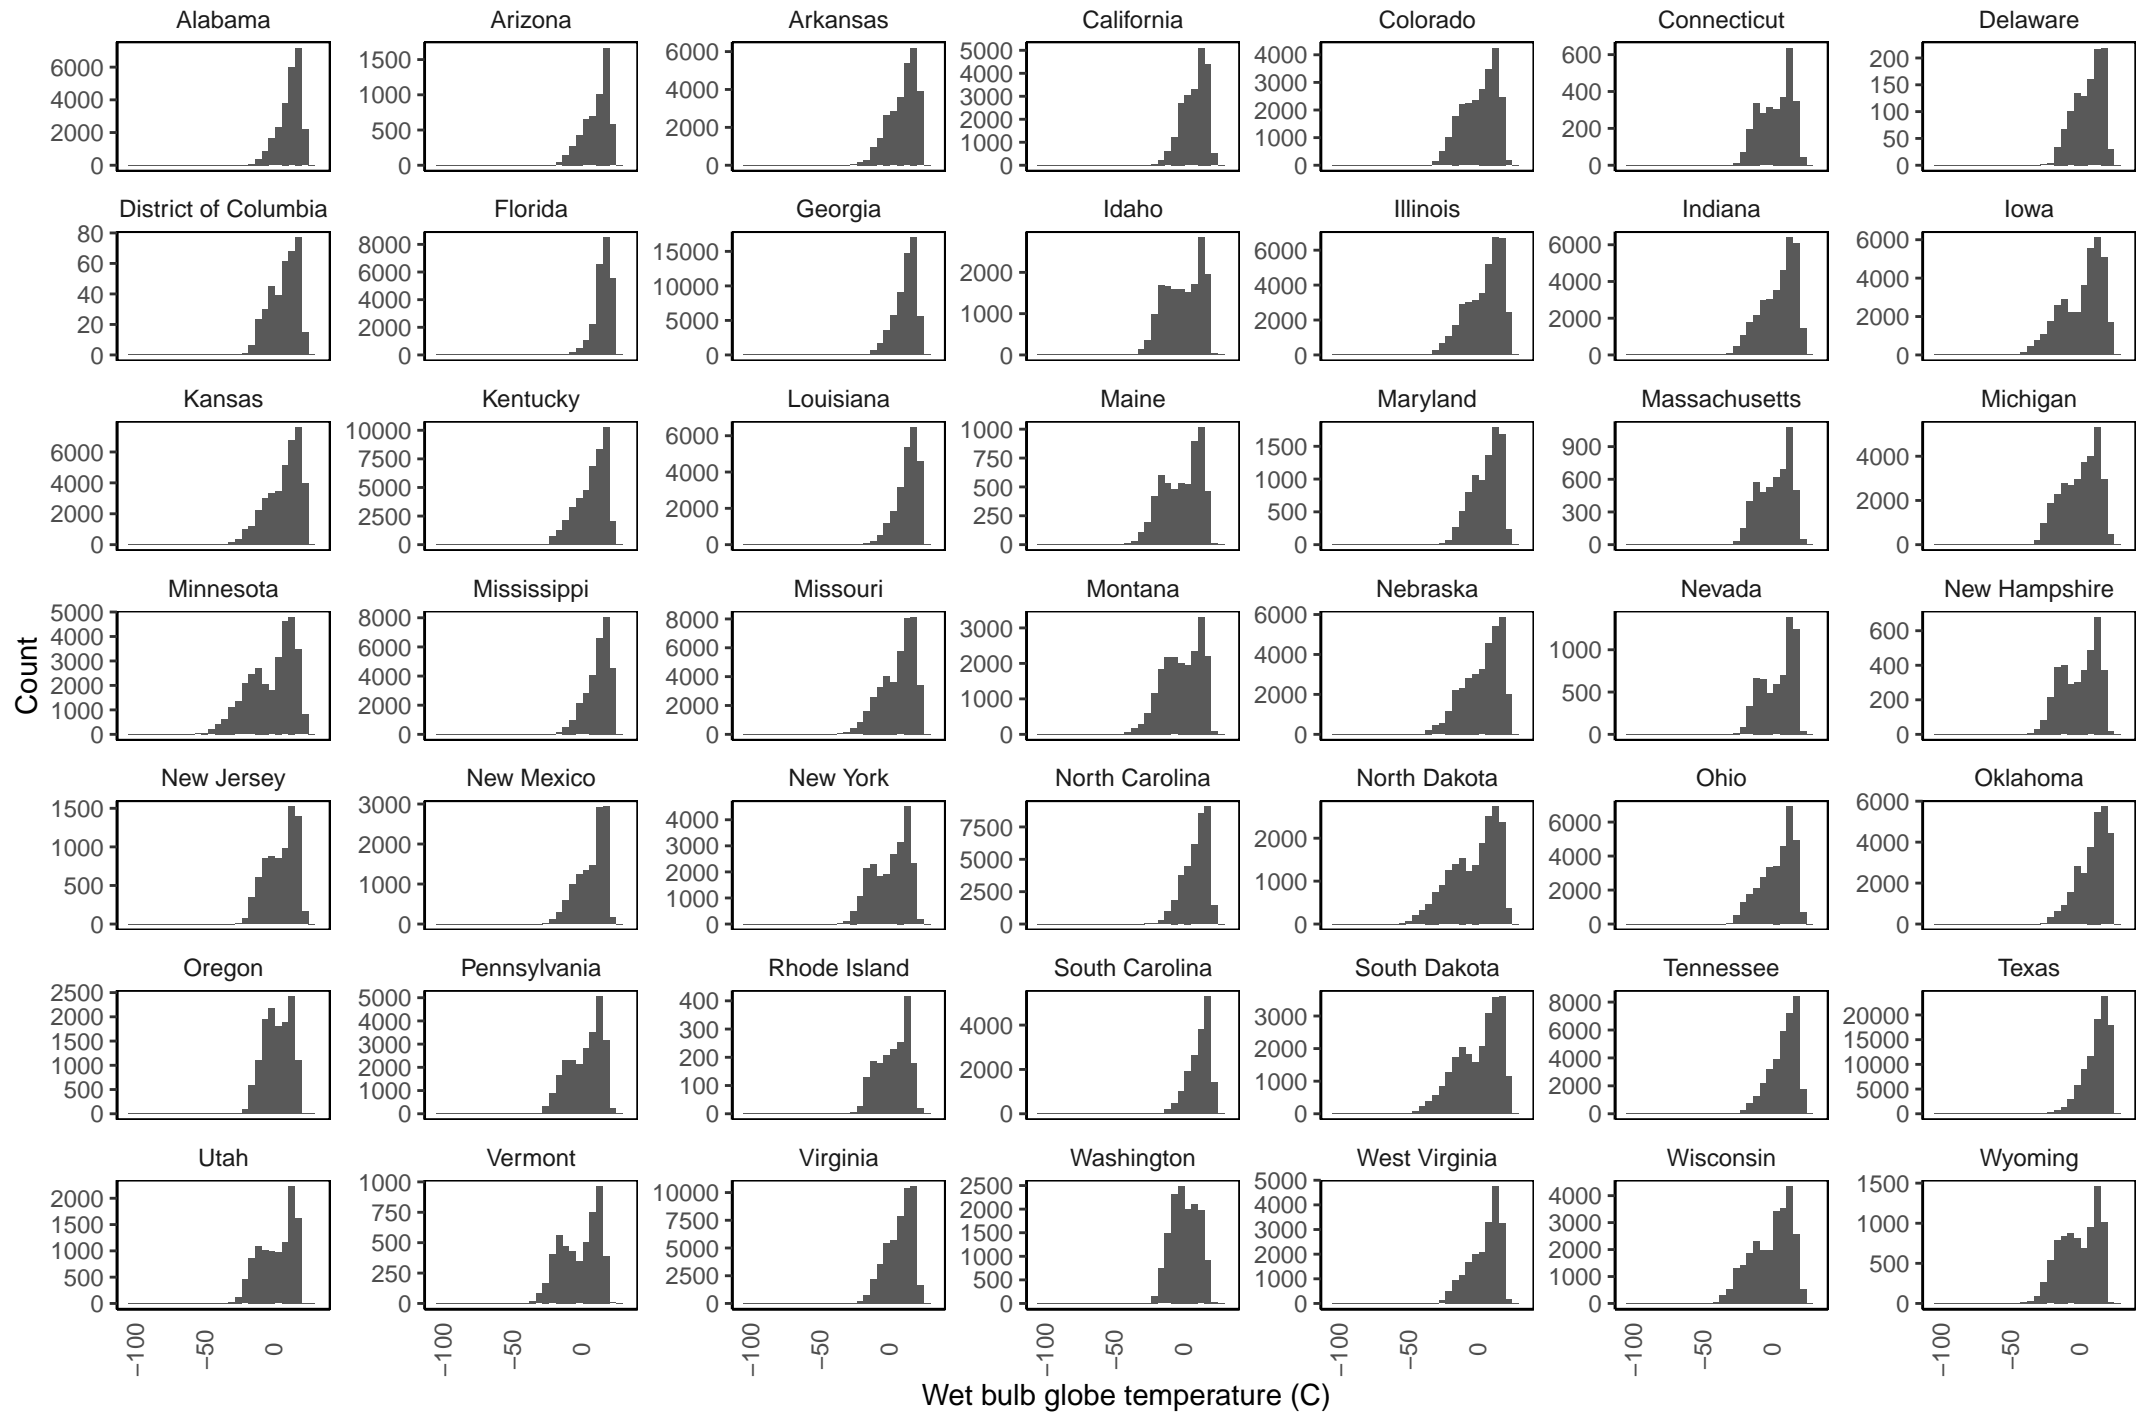 Alabama Arizona Arkansas California Colorado Connecticut Delaware
6000 4000 2000 0
1500 1000 500 0
6000 4000 2000 0
5000 4000 3000 2000 1000 0
4000 3000 2000 1000 0
600 400 200 0
200 150 100 50 0
District of Columbia Florida Georgia Idaho Illinois Indiana Iowa
80 60 40 20 0
8000 6000 4000 2000 0
15000 10000 5000 0
2000 1000 0
6000 4000 2000 0
6000 4000 2000 0
6000 4000 2000 0
Kansas Kentucky Louisiana Maine Maryland Massachusetts Michigan
6000 4000 2000 0
10000 7500 5000 2500 0
6000 4000 2000 0
1000 750 500 250 0
1500 1000 500 0
900 600 300 0
4000 2000 0
Minnesota Mississippi Missouri Montana Nebraska Nevada New Hampshire
5000 4000 3000 2000 1000 0
8000 6000 4000 2000 0
8000 6000 4000 2000 0
3000 2000 1000 0
6000 4000 2000 0
1000 500 0
600 400 200 0
Count
New Jersey New Mexico New York North Carolina North Dakota Ohio Oklahoma
1500 1000 500 0
3000 2000 1000 0
4000 3000 2000 1000 0
7500 5000 2500 0
2000 1000 0
6000 4000 2000 0
6000 4000 2000 0
Oregon Pennsylvania Rhode Island South Carolina South Dakota Tennessee Texas
2500 2000 1500 1000 500 0
5000 4000 3000 2000 1000 0
400 300 200 100 0
4000 2000 0
3000 2000 1000 0
8000 6000 4000 2000 0
20000 15000 10000 5000 0
Utah Vermont Virginia Washington West Virginia Wisconsin Wyoming
2000 1500 1000 500 0
1000 750 500 250 0
10000 7500 5000 2500 0
2500 2000 1500 1000 500 0
5000 4000 3000 2000 1000 0
4000 3000 2000 1000 0
1500 1000 500 0
−100 −50 0 −100 −50 0 −100 −50 0 −100 −50 0 −100 −50 0 −100 −50 0 −100 −50 0
Wet bulb globe temperature (C)